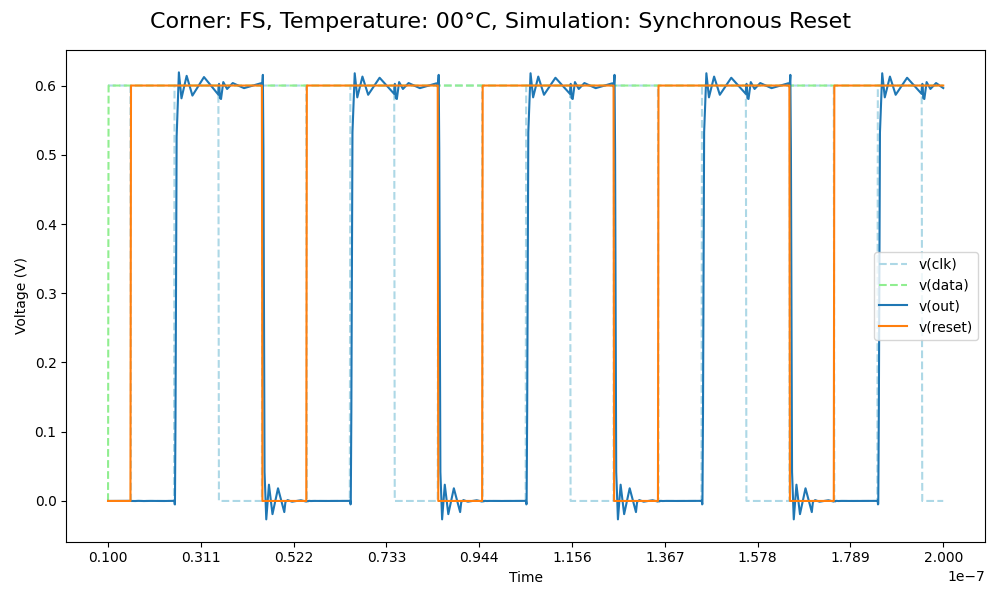 Corner: FS, Temperature: 00°C, Simulation: Synchronous Reset
Voltage (V)
0.6
0.5
0.4
0.3
0.2
0.1
0.0
v(clk)
v(data)
v(out)
v(reset)
0.100 0.311 0.522 0.733 0.944 1.156 1.367 1.578 1.789 2.000
1e−7
Time